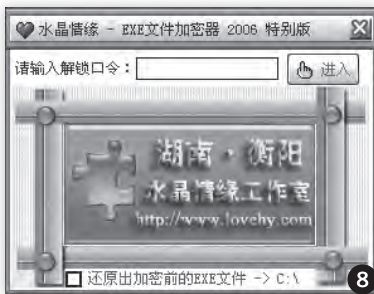 水晶情缘 - EXE文件加密器 2006 特别版
请输入解锁口令： 进入
湖南·衡阳
水晶情缘工作室
http://www.lovehy.com
还原出加密前的EXE文件 -> C:\
8